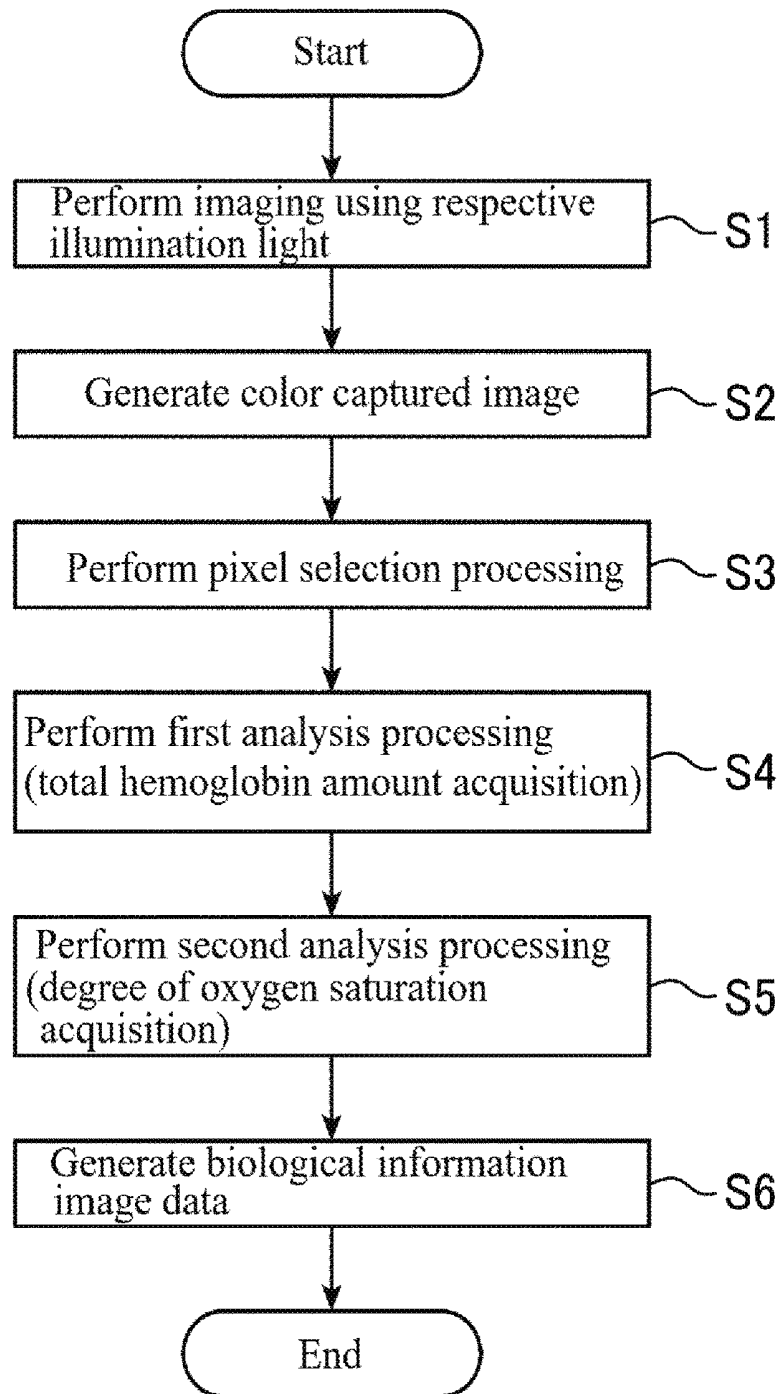 Start
Perform imaging using respective
illumination light
S1
Generate color captured image
S2
Perform pixel selection processing
S3
Perform first analysis processing
(total hemoglobin amount acquisition)
S4
Perform second analysis processing
(degree of oxygen saturation
acquisition)
S5
Generate biological information
image data
S6
End